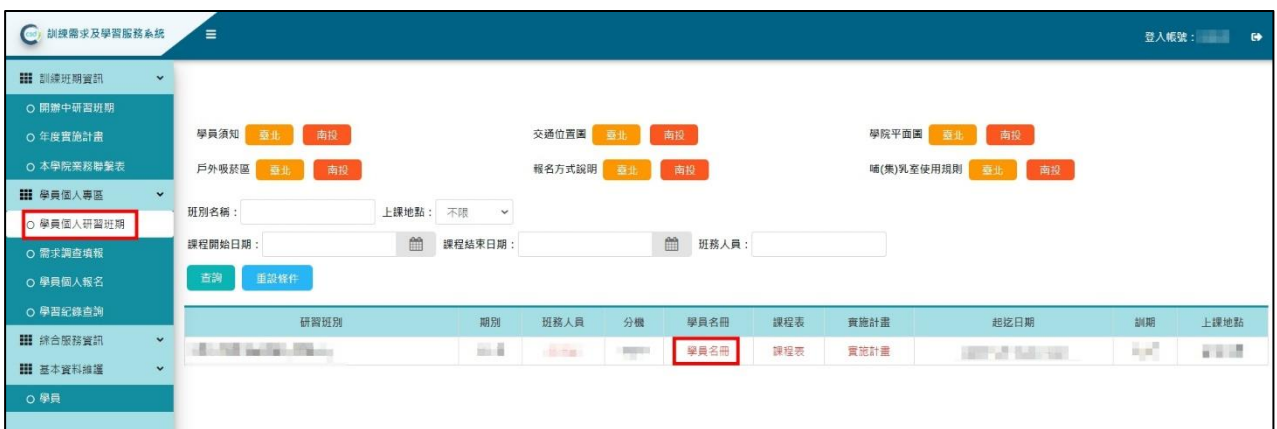 訓練需求及學習服務系統
登入帳號：
訓練班期資訊
開辦中研習班期
年度實施計畫
本學院業務聯繫表
學員個人專區
學員個人研習班期
需求調查填報
學員個人報名
學習紀錄查詢
綜合服務資訊
基本資料維護
學員
學員須知 臺北 南投 交通位置圖 臺北 南投 學院平面圖 臺北 南投
戶外吸菸區 臺北 南投 報名方式說明 臺北 南投 哺(集)乳室使用規則 臺北 南投
班別名稱： 上課地點： 不限
課程開始日期： 課程結束日期： 班務人員：
查詢 重設條件
研習班別 期別 班務人員 分機 學員名冊 課程表 實施計畫 起迄日期 訓期 上課地點
學員名冊 課程表 實施計畫